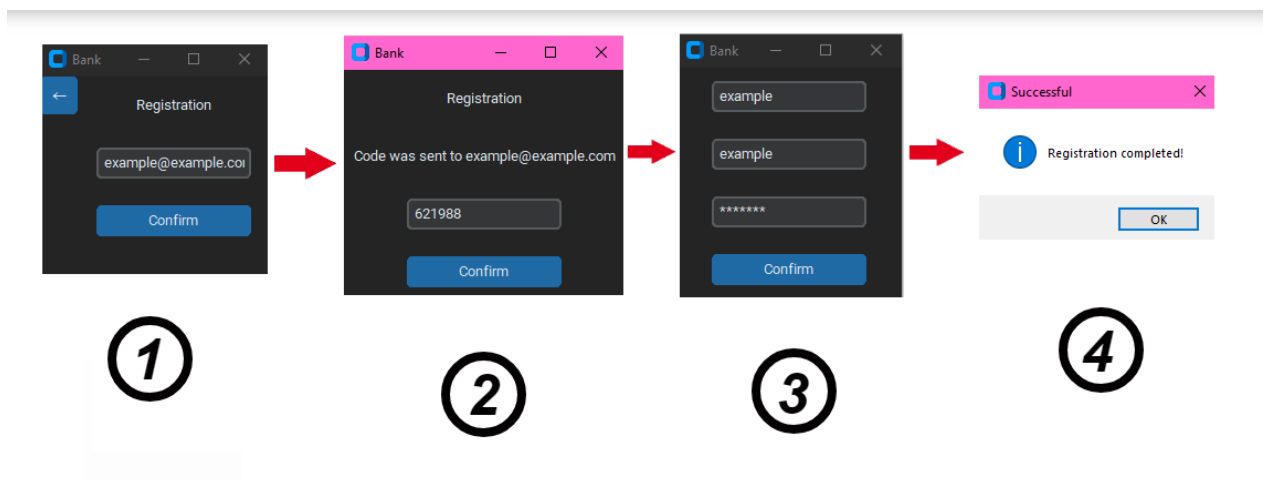 Bank
←
Registration
example@example.coi
Confirm
1
Bank
Registration
Code was sent to example@example.com
621988
Confirm
2
Bank
example
example
*******
Confirm
3
Successful
Registration completed!
OK
4